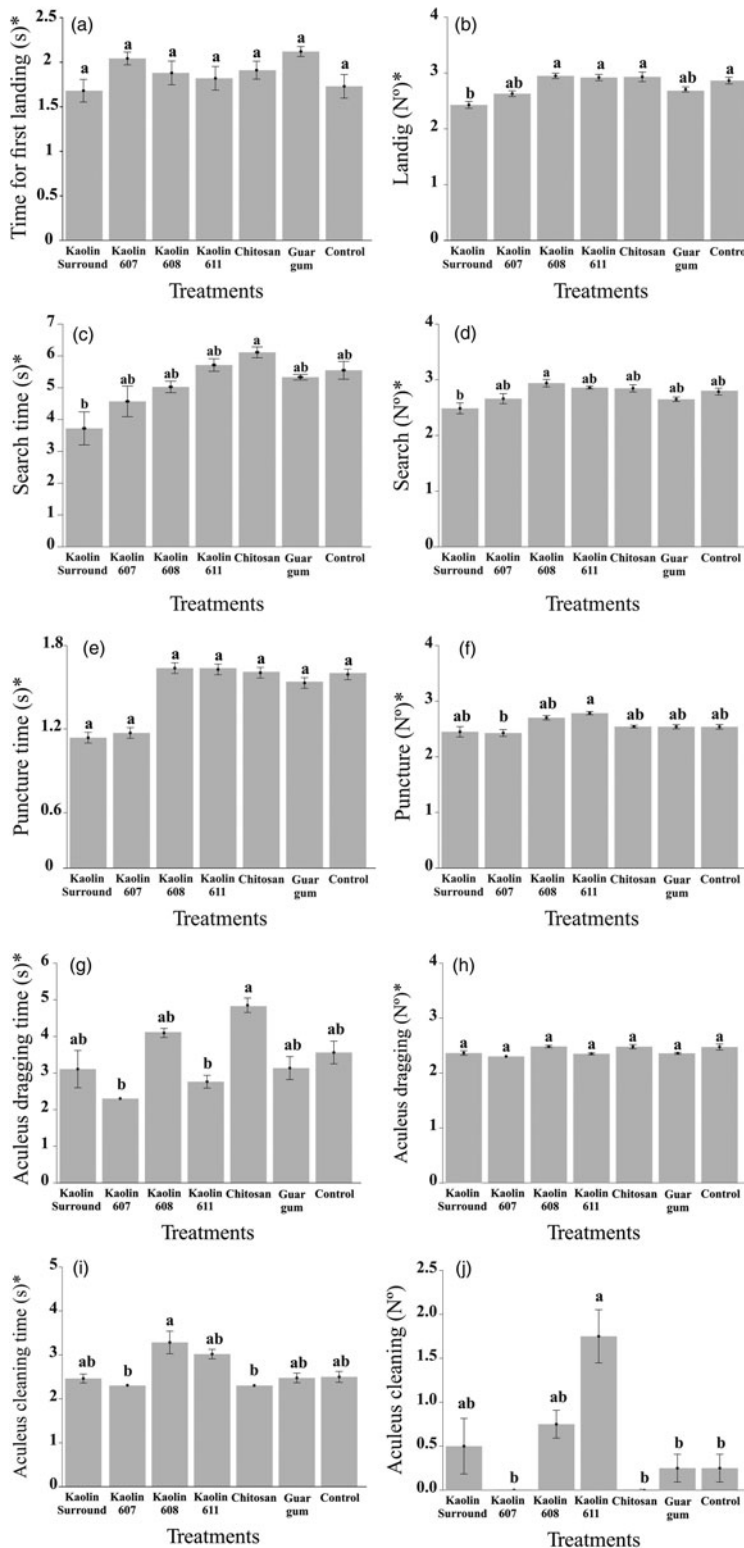 (a)
Time for first landing (s)*
2.5
2
1.5
1
0.5
0
a a a a a a a
Kaolin Kaolin Kaolin Kaolin Chitosan Guar Control
Surround 607 608 611 gum
Treatments
(b)
Landig (Nº)*
4
3
2
1
0
b ab a a a ab a
Kaolin Kaolin Kaolin Kaolin Chitosan Guar Control
Surround 607 608 611 gum
Treatments
(c)
Search time (s)*
7
6
5
4
3
2
1
0
b ab ab ab a ab ab
Kaolin Kaolin Kaolin Kaolin Chitosan Guar Control
Surround 607 608 611 gum
Treatments
(d)
Search (Nº)*
4
3
2
1
0
b ab a ab ab ab ab
Kaolin Kaolin Kaolin Kaolin Chitosan Guar Control
Surround 607 608 611 gum
Treatments
(e)
Puncture time (s)*
1.8
1.2
0.6
0
a a a a a a a
Kaolin Kaolin Kaolin Kaolin Chitosan Guar Control
Surround 607 608 611 gum
Treatments
(f)
Puncture (Nº)*
4
3
2
1
0
ab b ab a ab ab ab
Kaolin Kaolin Kaolin Kaolin Chitosan Guar Control
Surround 607 608 611 gum
Treatments
(g)
Aculeus dragging time (s)*
6
5
4
3
2
1
0
ab b ab b a ab ab
Kaolin Kaolin Kaolin Kaolin Chitosan Guar Control
Surround 607 608 611 gum
Treatments
(h)
Aculeus dragging (Nº)*
4
3
2
1
0
a a a a a a a
Kaolin Kaolin Kaolin Kaolin Chitosan Guar Control
Surround 607 608 611 gum
Treatments
(i)
Aculeus cleaning time (s)*
5
4
3
2
1
0
ab b a ab b ab ab
Kaolin Kaolin Kaolin Kaolin Chitosan Guar Control
Surround 607 608 611 gum
Treatments
(j)
Aculeus cleaning (Nº)
2.5
2.0
1.5
1.0
0.5
0.0
ab b ab a b b b
Kaolin Kaolin Kaolin Kaolin Chitosan Guar Control
Surround 607 608 611 gum
Treatments